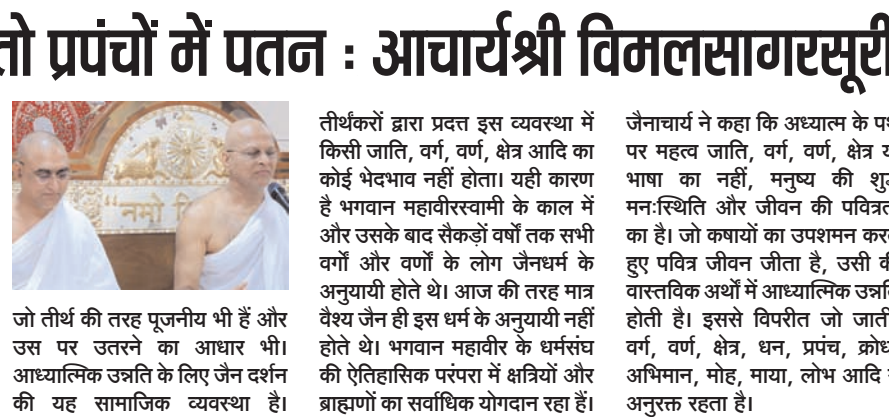 तो प्रपंचों में पतन : आचार्यश्री विमलसागरसूरी
"नमो
जो तीर्थ की तरह पूजनीय भी हैं और
उस पर उतरने का आधार भी।
आध्यात्मिक उन्नति के लिए जैन दर्शन
की यह सामाजिक व्यवस्था है।
तीर्थंकरों द्वारा प्रदत्त इस व्यवस्था में
किसी जाति, वर्ग, वर्ण, क्षेत्र आदि का
कोई भेदभाव नहीं होता। यही कारण
है भगवान महावीरस्वामी के काल में
और उसके बाद सैकड़ों वर्षों तक सभी
वर्गों और वर्णों के लोग जैनधर्म के
अनुयायी होते थे। आज की तरह मात्र
वैश्य जैन ही इस धर्म के अनुयायी नहीं
होते थे। भगवान महावीर के धर्मसंघ
की ऐतिहासिक परंपरा में क्षत्रियों और
ब्राह्मणों का सर्वाधिक योगदान रहा हैं।
जैनाचार्य ने कहा कि अध्यात्म के
पर महत्व जाति, वर्ग, वर्ण, क्षेत्र
भाषा का नहीं, मनुष्य की
मनःस्थिति और जीवन की
का है। जो कषायों का उपशमन
हुए पवित्र जीवन जीता है, उसी
वास्तविक अर्थों में आध्यात्मिक
होती है। इससे विपरीत जो
वर्ग, वर्ण, क्षेत्र, धन, प्रपंच,
अभिमान, मोह, माया, लोभ आदि
अनुरक्त रहता है।